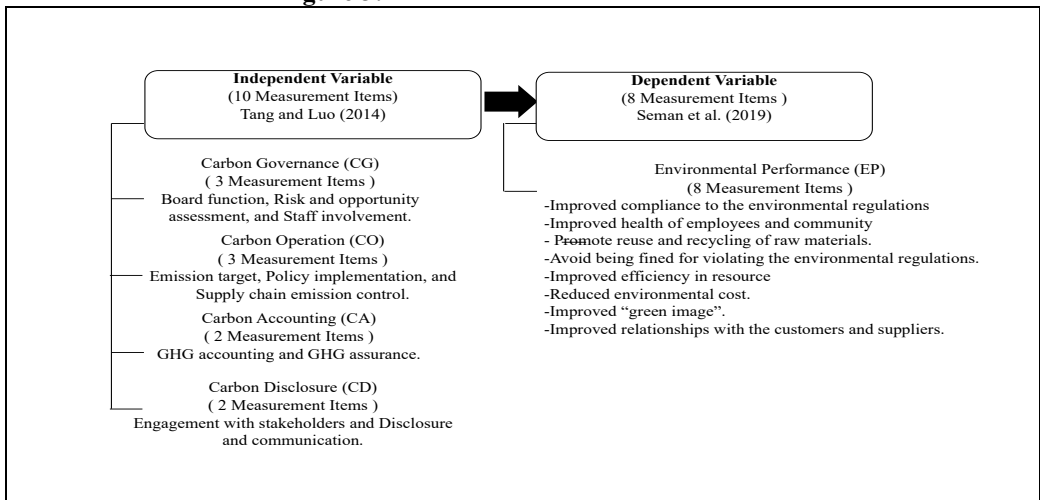 Independent Variable
(10 Measurement Items)
Tang and Luo (2014)
Carbon Governance (CG)
( 3 Measurement Items )
Board function, Risk and opportunity
assessment, and Staff involvement.
Carbon Operation (CO)
( 3 Measurement Items )
Emission target, Policy implementation, and
Supply chain emission control.
Carbon Accounting (CA)
( 2 Measurement Items )
GHG accounting and GHG assurance.
Carbon Disclosure (CD)
( 2 Measurement Items )
Engagement with stakeholders and Disclosure
and communication.
Dependent Variable
(8 Measurement Items )
Seman et al. (2019)
Environmental Performance (EP)
(8 Measurement Items )
-Improved compliance to the environmental regulations
-Improved health of employees and community
- Promote reuse and recycling of raw materials.
-Avoid being fined for violating the environmental regulations.
-Improved efficiency in resource
-Reduced environmental cost.
-Improved “green image”.
-Improved relationships with the customers and suppliers.